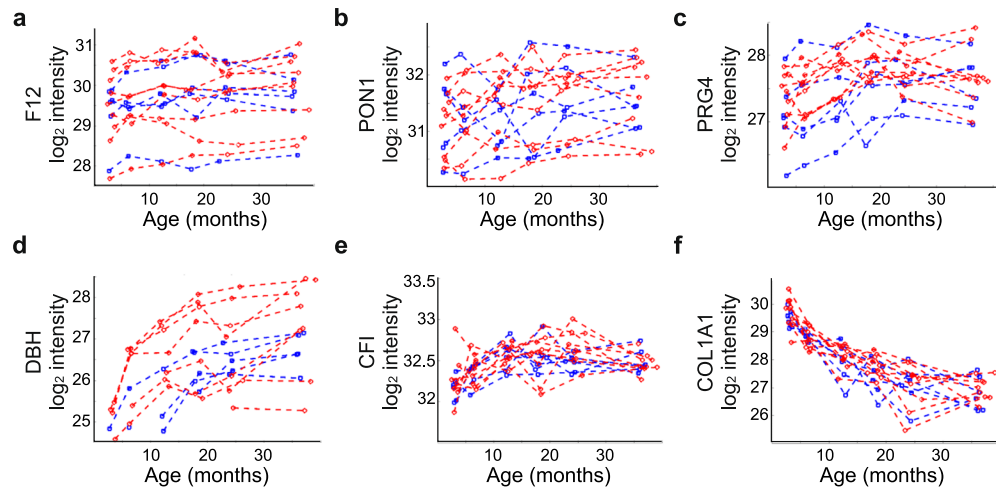 a
31
30
29
28
F12
log₂ intensity
10 20 30
Age (months)
b
32
31
PON1
log₂ intensity
10 20 30
Age (months)
c
28
27
PRG4
log₂ intensity
10 20 30
Age (months)
d
28
27
26
25
DBH
log₂ intensity
10 20 30
Age (months)
e
33.5
33
32.5
32
CFI
log₂ intensity
10 20 30
Age (months)
f
30
29
28
27
26
COL1A1
log₂ intensity
10 20 30
Age (months)